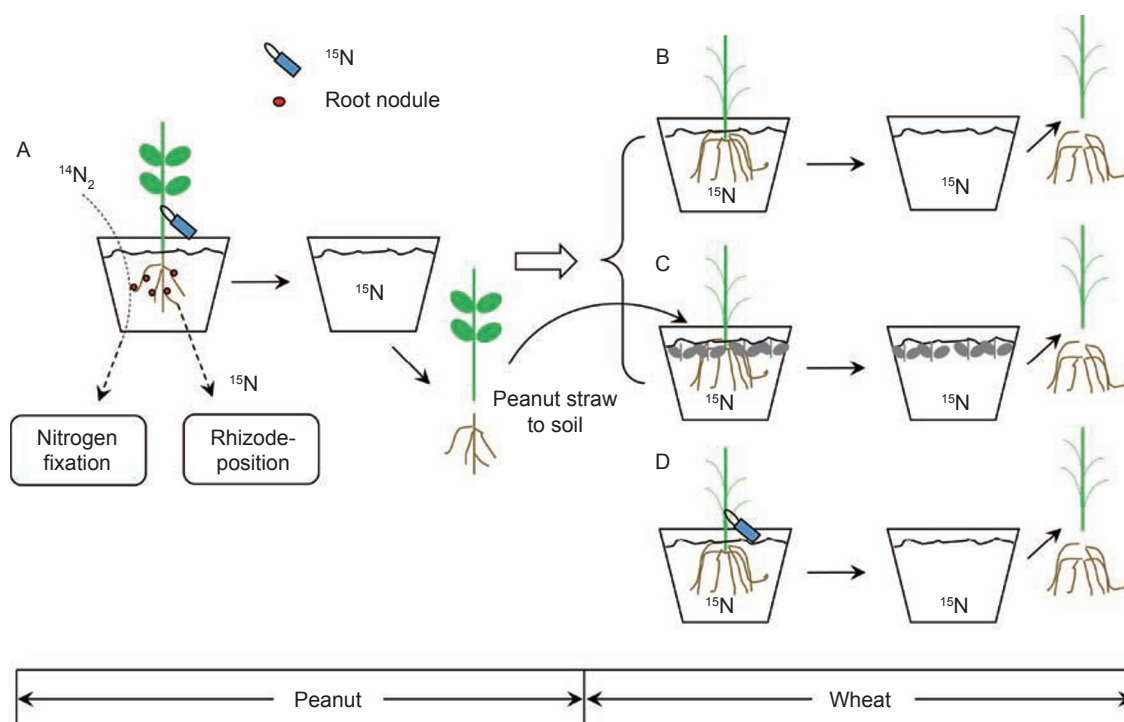 ¹⁵N
Root nodule
A
¹⁴N₂
¹⁵N
Nitrogen
fixation
Rhizode-
position
¹⁵N
Peanut straw
to soil
B
¹⁵N
¹⁵N
C
¹⁵N
¹⁵N
D
¹⁵N
¹⁵N
Peanut
Wheat